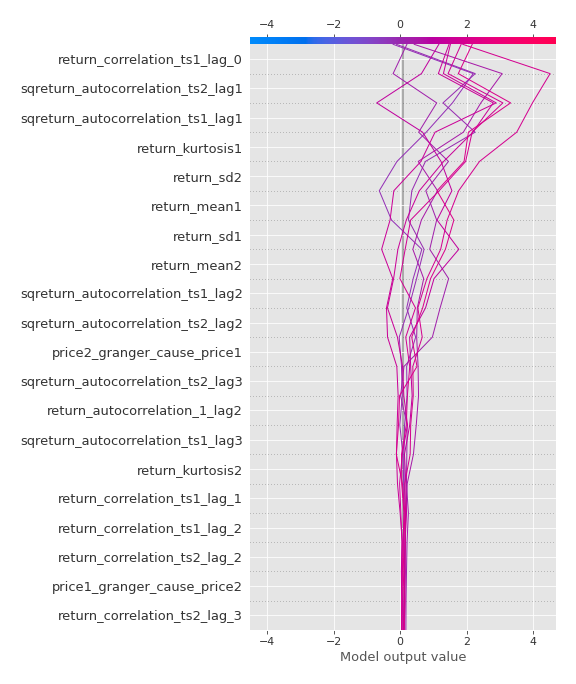 −4 −2 0 2 4
return_correlation_ts1_lag_0
sqreturn_autocorrelation_ts2_lag1
sqreturn_autocorrelation_ts1_lag1
return_kurtosis1
return_sd2
return_mean1
return_sd1
return_mean2
sqreturn_autocorrelation_ts1_lag2
sqreturn_autocorrelation_ts2_lag2
price2_granger_cause_price1
sqreturn_autocorrelation_ts2_lag3
return_autocorrelation_1_lag2
sqreturn_autocorrelation_ts1_lag3
return_kurtosis2
return_correlation_ts1_lag_1
return_correlation_ts1_lag_2
return_correlation_ts2_lag_2
price1_granger_cause_price2
return_correlation_ts2_lag_3
−4 −2 0 2 4
Model output value